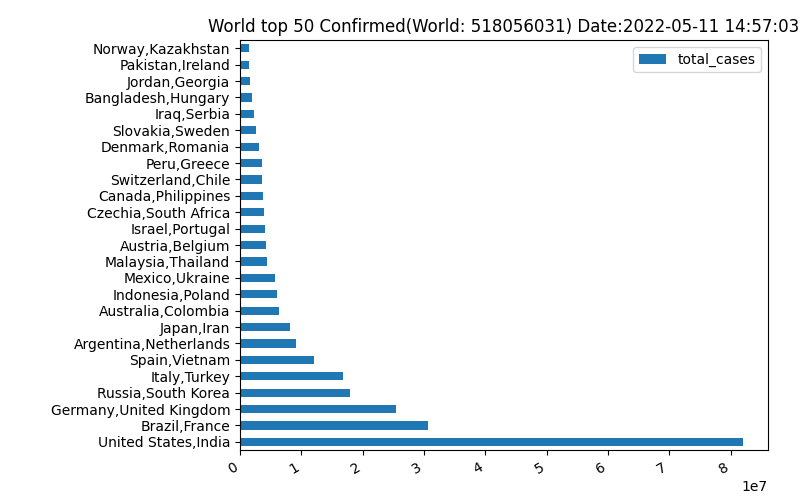 World top 50 Confirmed(World: 518056031) Date:2022-05-11 14:57:03
total_cases
Norway,Kazakhstan
Pakistan,Ireland
Jordan,Georgia
Bangladesh,Hungary
Iraq,Serbia
Slovakia,Sweden
Denmark,Romania
Peru,Greece
Switzerland,Chile
Canada,Philippines
Czechia,South Africa
Israel,Portugal
Austria,Belgium
Malaysia,Thailand
Mexico,Ukraine
Indonesia,Poland
Australia,Colombia
Japan,Iran
Argentina,Netherlands
Spain,Vietnam
Italy,Turkey
Russia,South Korea
Germany,United Kingdom
Brazil,France
United States,India
0 1 2 3 4 5 6 7 8
1e7